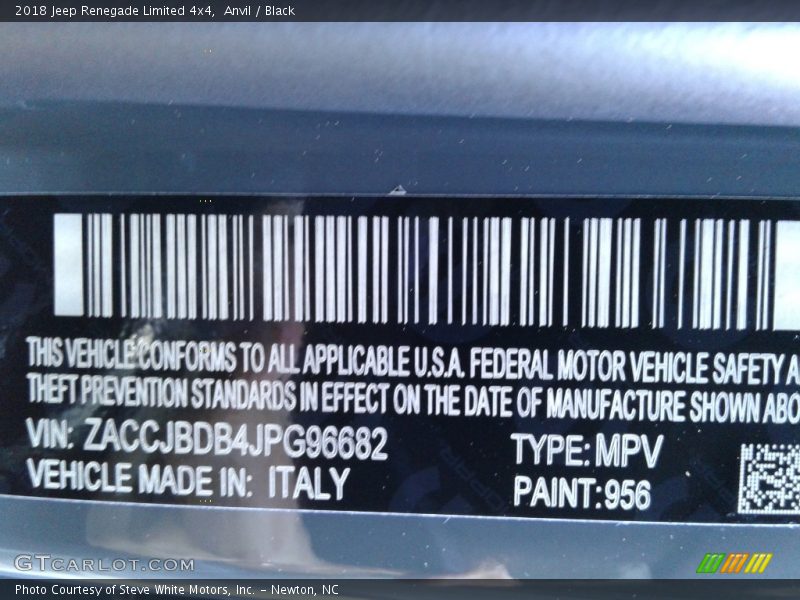 2018 Jeep Renegade Limited 4x4,  Anvil / Black
THIS VEHICLE CONFORMS TO ALL APPLICABLE U.S.A. FEDERAL MOTOR VEHICLE SAFETY A
THEFT PREVENTION STANDARDS IN EFFECT ON THE DATE OF MANUFACTURE SHOWN ABO
VIN: ZACCJBDB4JPG96682
TYPE: MPV
VEHICLE MADE IN: ITALY
PAINT:956
GTCARLOT.COM
Photo Courtesy of Steve White Motors, Inc. – Newton, NC